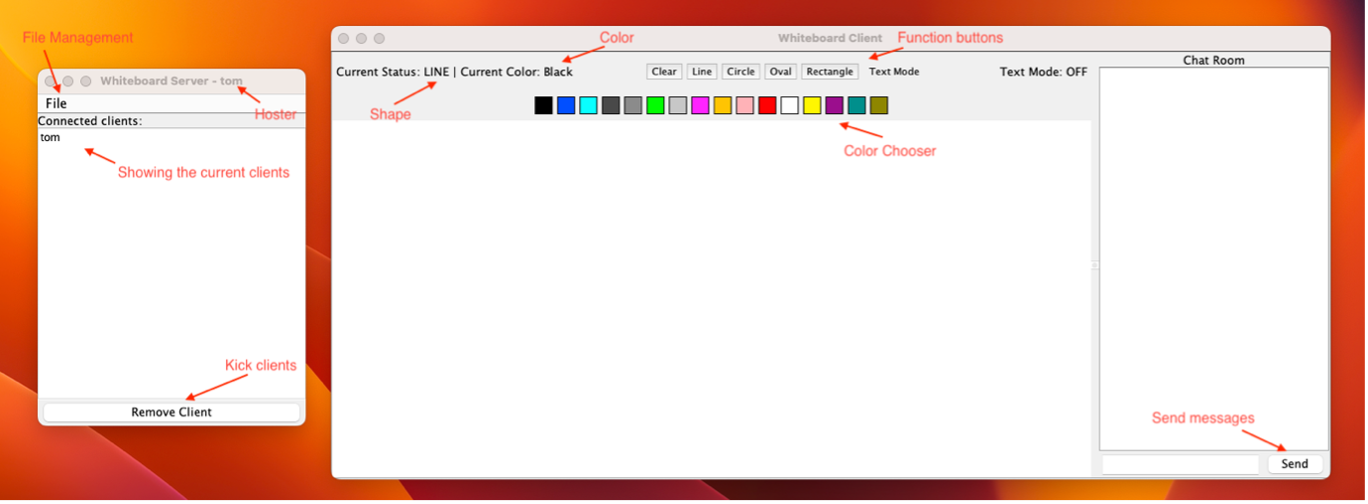 File Management
Whiteboard Server - tom
File
Hoster
Connected clients:
tom
Showing the current clients
Kick clients
Remove Client
Color
Whiteboard Client
Function buttons
Current Status: LINE | Current Color: Black
Clear
Line
Circle
Oval
Rectangle
Text Mode
Text Mode: OFF
Shape
Color Chooser
Chat Room
Send messages
Send